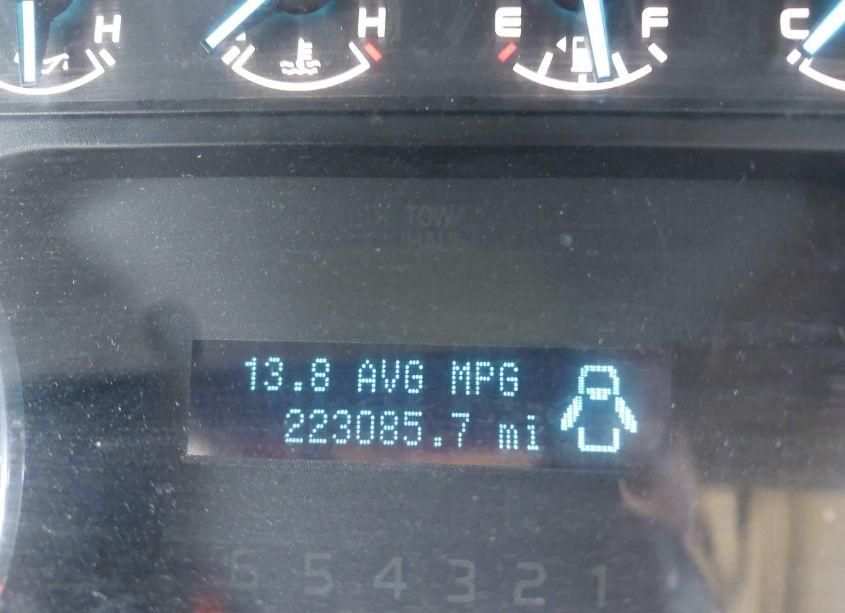 H H E F C
TOW/
HAUL
13.8 AVG MPG
223085.7 mi
6 5 4 3 2 1